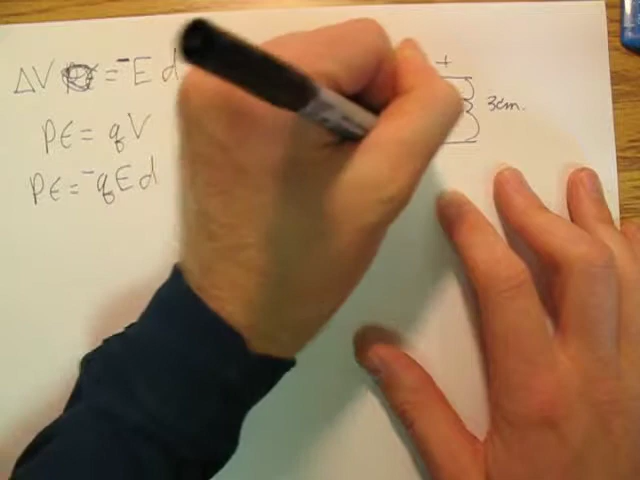 ΔV = ⁻E d
PE = qV
PE = ⁻qEd
+
3cm.